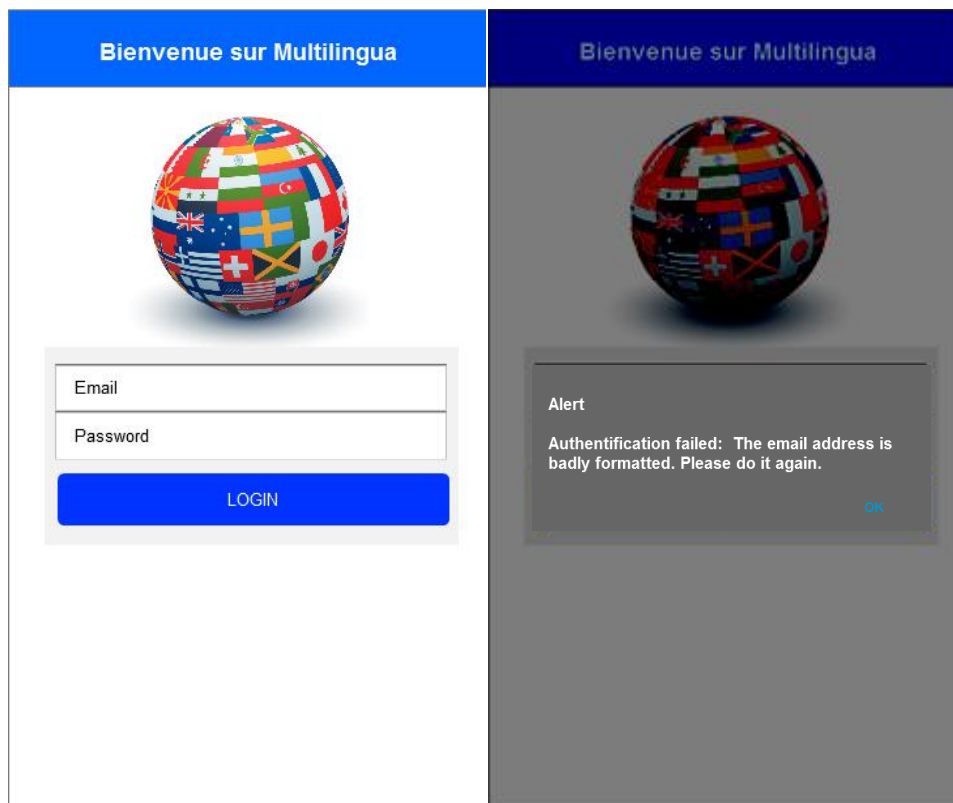 Bienvenue sur Multilingua
Email
Password
LOGIN
Bienvenue sur Multilingua
Alert
Authentification failed: The email address is
badly formatted. Please do it again.
OK